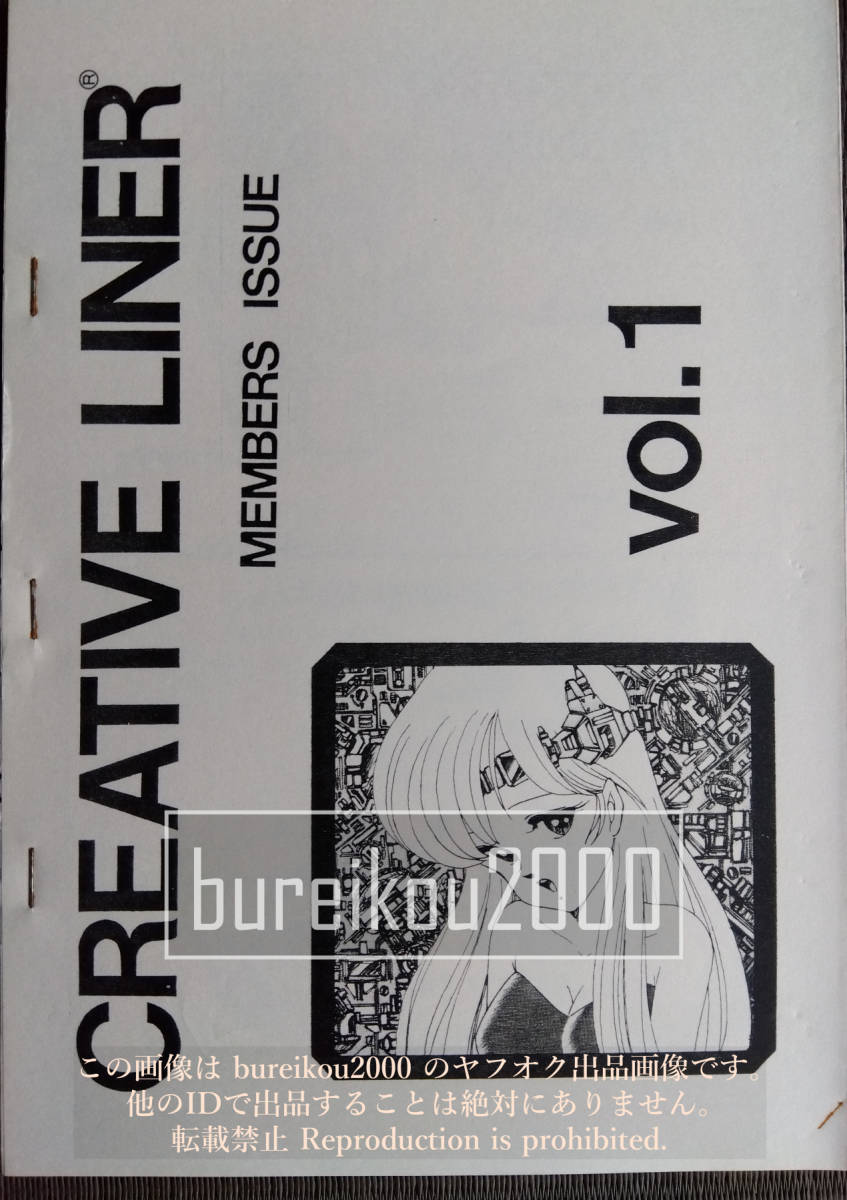 CREATIVE LINER®
MEMBERS ISSUE
vol.1
bureikou2000
この画像は bureikou2000 のヤフオク出品画像です。
他のIDで出品することは絶対にありません。
転載禁止 Reproduction is prohibited.